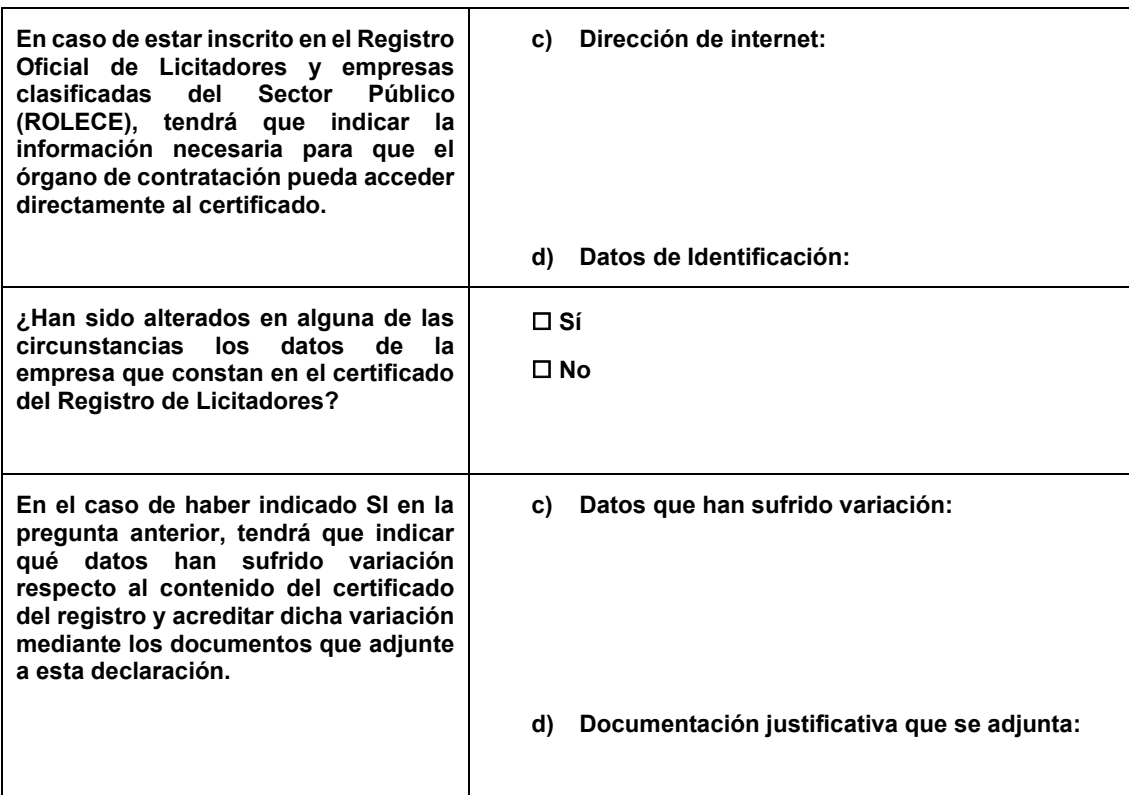 En caso de estar inscrito en el Registro
Oficial de Licitadores y empresas
clasificadas del Sector Público
(ROLECE), tendrá que indicar la
información necesaria para que el
órgano de contratación pueda acceder
directamente al certificado.
c) Dirección de internet:
d) Datos de Identificación:
¿Han sido alterados en alguna de las
circunstancias los datos de la
empresa que constan en el certificado
del Registro de Licitadores?
☐ Sí
☐ No
En el caso de haber indicado SI en la
pregunta anterior, tendrá que indicar
qué datos han sufrido variación
respecto al contenido del certificado
del registro y acreditar dicha variación
mediante los documentos que adjunte
a esta declaración.
c) Datos que han sufrido variación:
d) Documentación justificativa que se adjunta: